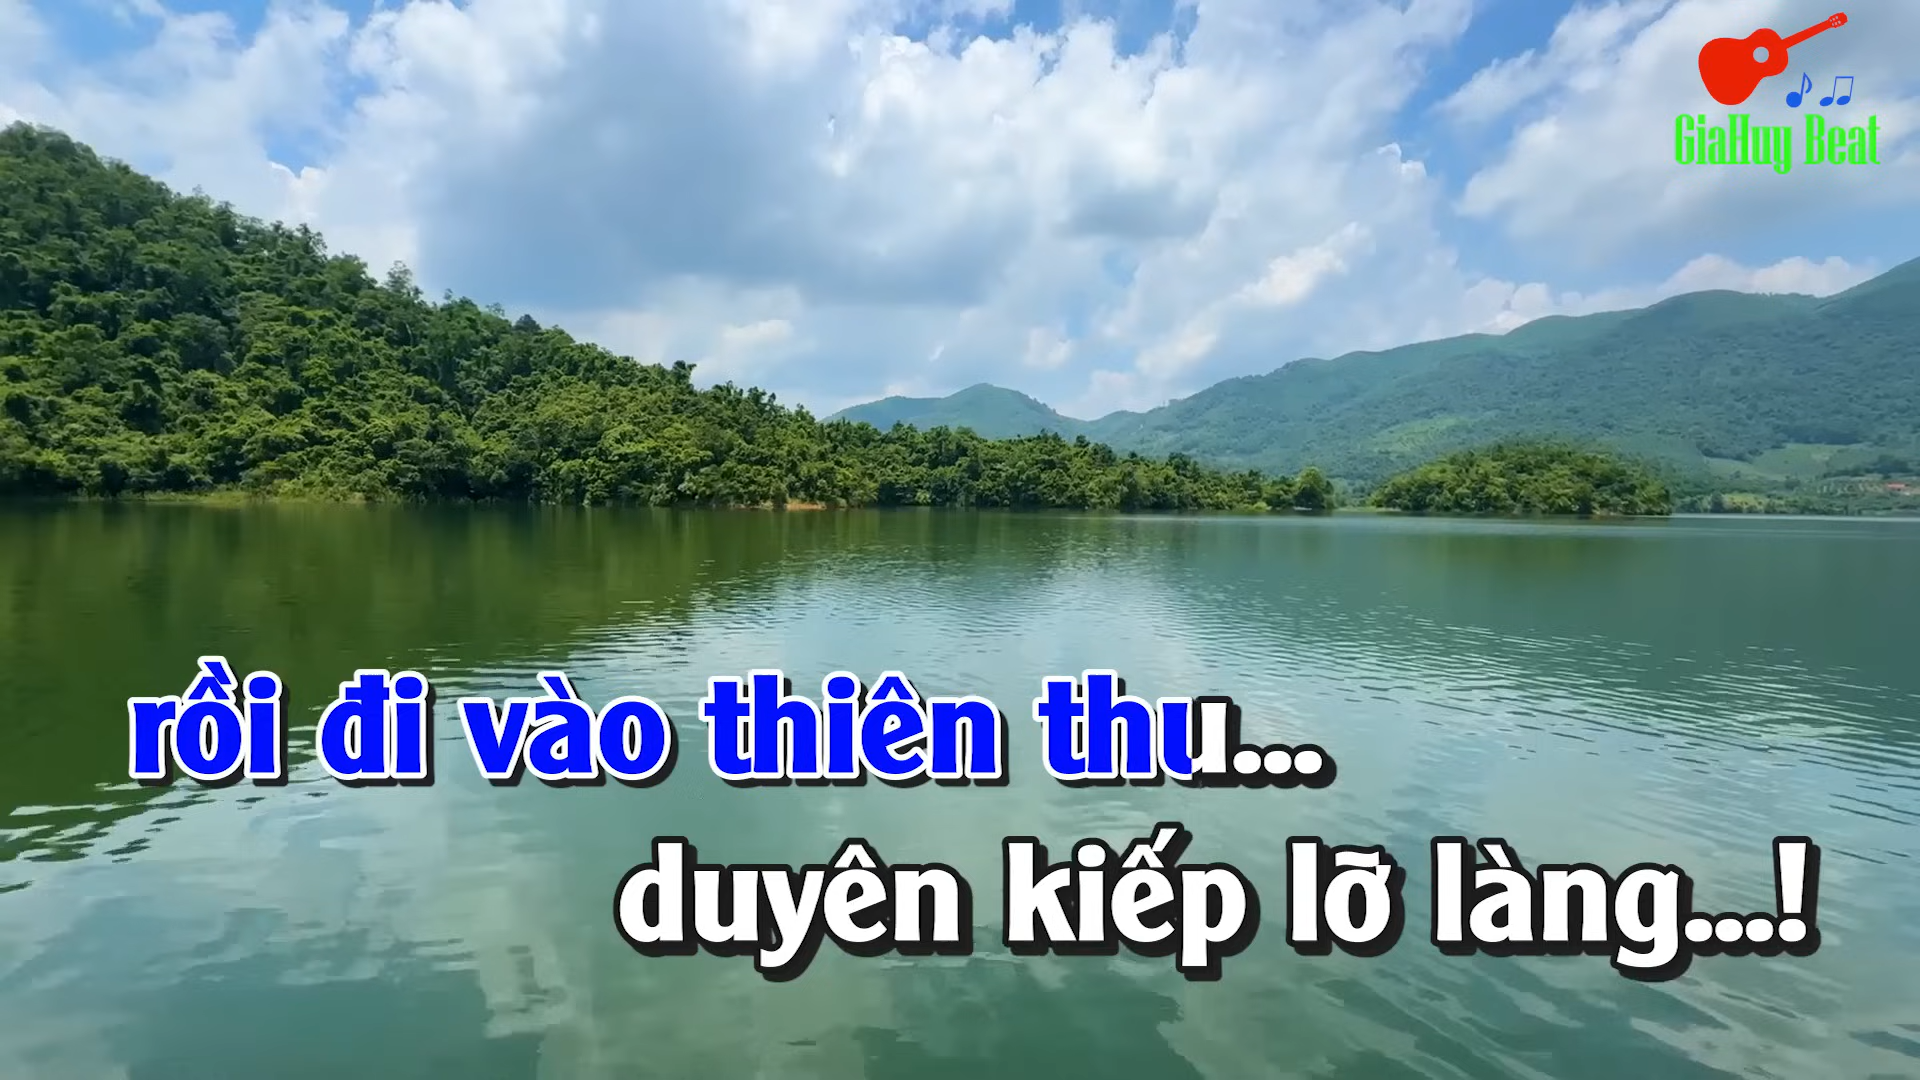 GiaHuy Beat
rồi đi vào thiên thu...
duyên kiếp lỡ làng...!